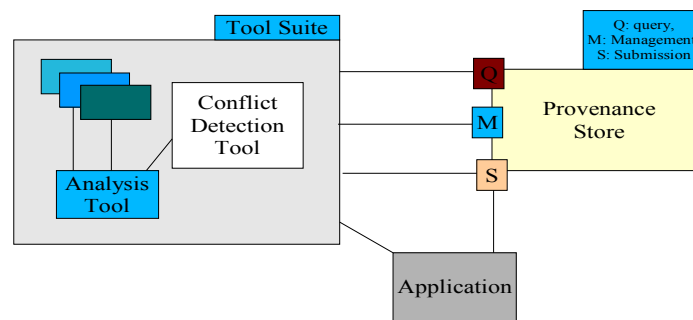 Tool Suite
Q: query,
M: Management
S: Submission
Conflict
Detection
Tool
Analysis
Tool
Q
M
S
Provenance
Store
Application